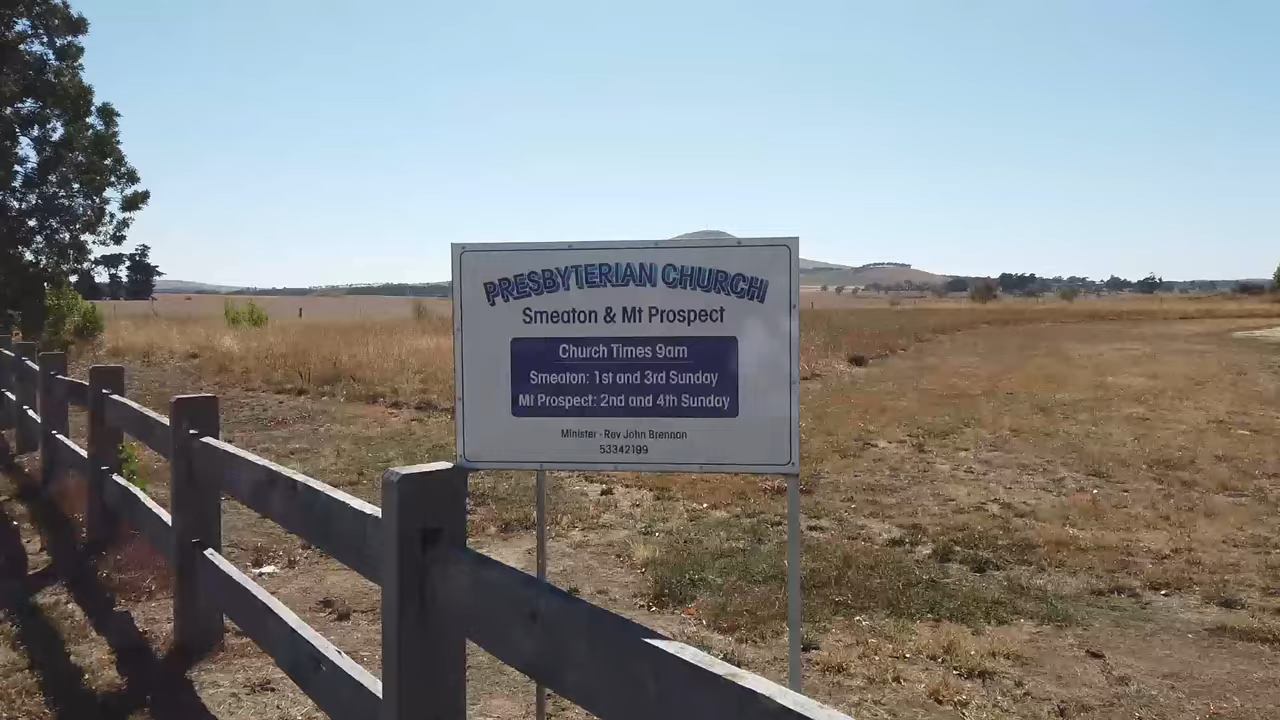 PRESBYTERIAN CHURCH
Smeaton & Mt Prospect
Church Times 9am
Smeaton: 1st and 3rd Sunday
Mt Prospect: 2nd and 4th Sunday
Minister - Rev John Brennan
53342199